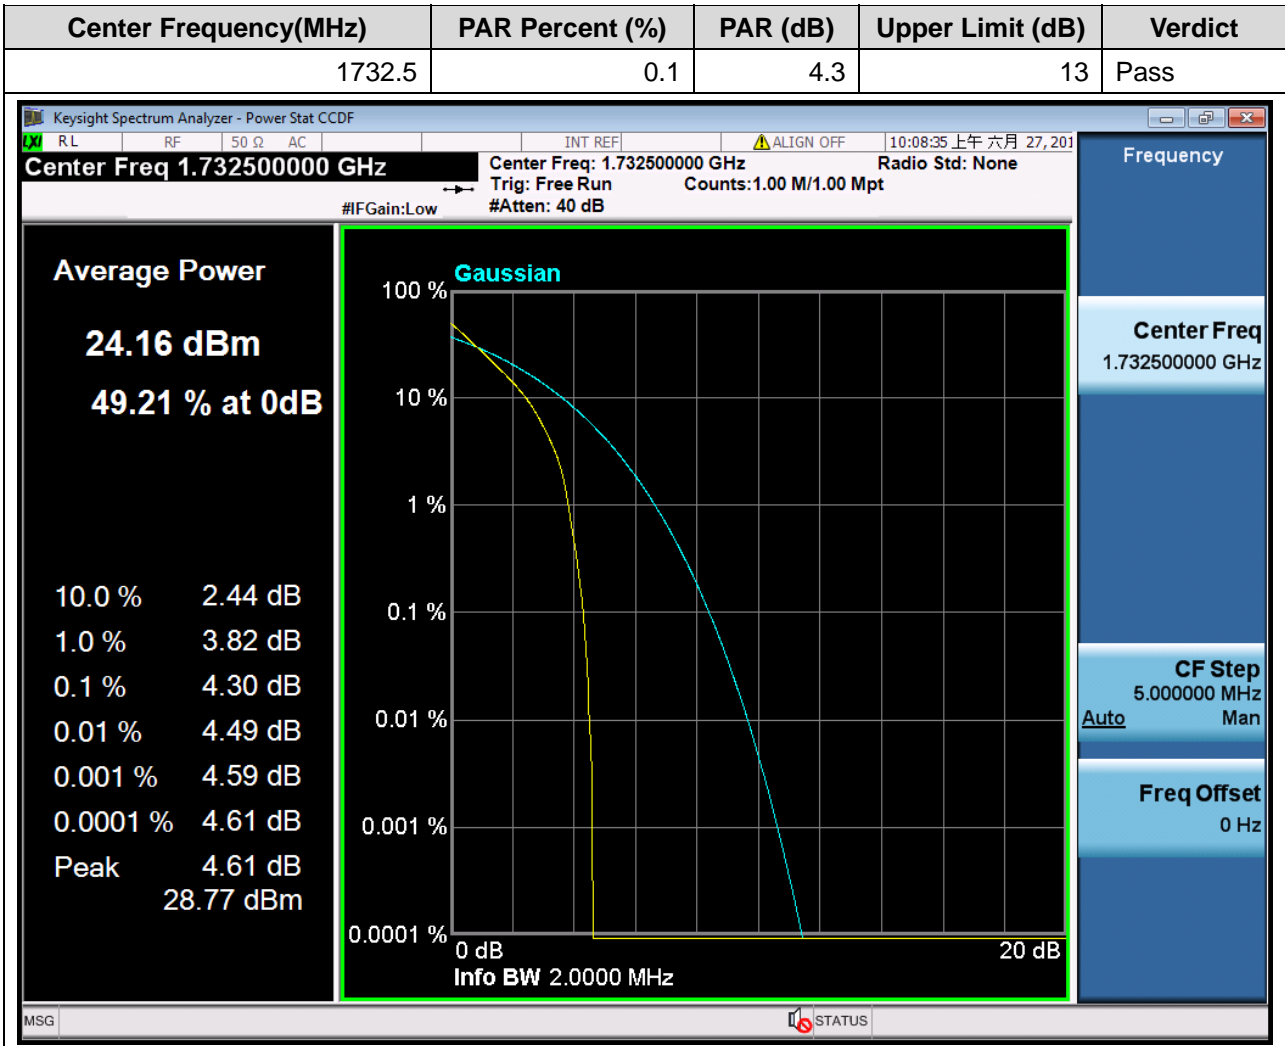 Center Frequency(MHz) PAR Percent (%) PAR (dB) Upper Limit (dB) Verdict
1732.5 0.1 4.3 13 Pass
Keysight Spectrum Analyzer - Power Stat CCDF
LXI RL RF 50 Ω AC INT REF ALIGN OFF 10:08:35 上午 六月 27, 201
Center Freq 1.732500000 GHz
Center Freq: 1.732500000 GHz Radio Std: None
Trig: Free Run Counts:1.00 M/1.00 Mpt
#IFGain:Low #Atten: 40 dB
Frequency
Average Power
24.16 dBm
49.21 % at 0dB
10.0 % 2.44 dB
1.0 % 3.82 dB
0.1 % 4.30 dB
0.01 % 4.49 dB
0.001 % 4.59 dB
0.0001 % 4.61 dB
Peak 4.61 dB
28.77 dBm
Gaussian
100 %
10 %
1 %
0.1 %
0.01 %
0.001 %
0.0001 %
0 dB 20 dB
Info BW 2.0000 MHz
Center Freq
1.732500000 GHz
CF Step
5.000000 MHz
Auto Man
Freq Offset
0 Hz
MSG STATUS